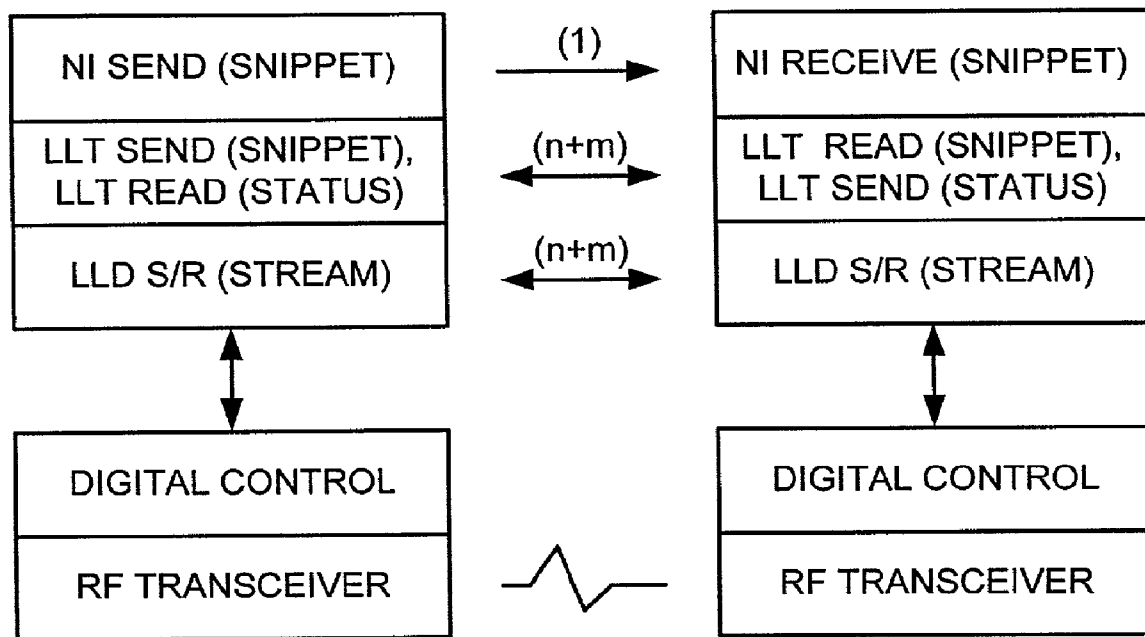 NI SEND (SNIPPET)
(1)
NI RECEIVE (SNIPPET)
LLT SEND (SNIPPET),
LLT READ (STATUS)
(n+m)
LLT READ (SNIPPET),
LLT SEND (STATUS)
LLD S/R (STREAM)
(n+m)
LLD S/R (STREAM)
DIGITAL CONTROL
DIGITAL CONTROL
RF TRANSCEIVER
RF TRANSCEIVER